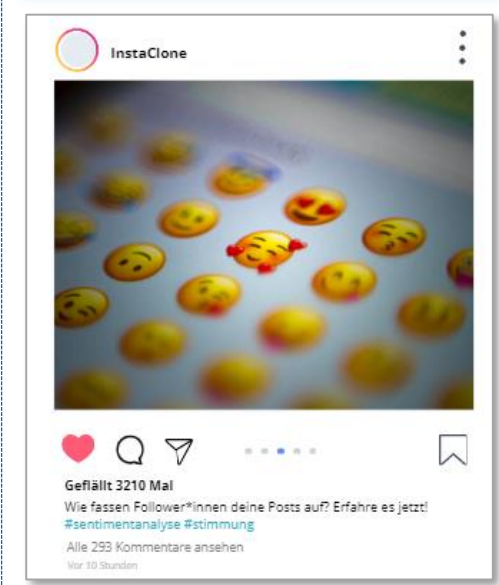 InstaClone
Gefällt 3210 Mal
Wie fassen Follower*innen deine Posts auf? Erfahre es jetzt!
#sentimentanalyse #stimmung
Alle 293 Kommentare ansehen
Vor 10 Stunden